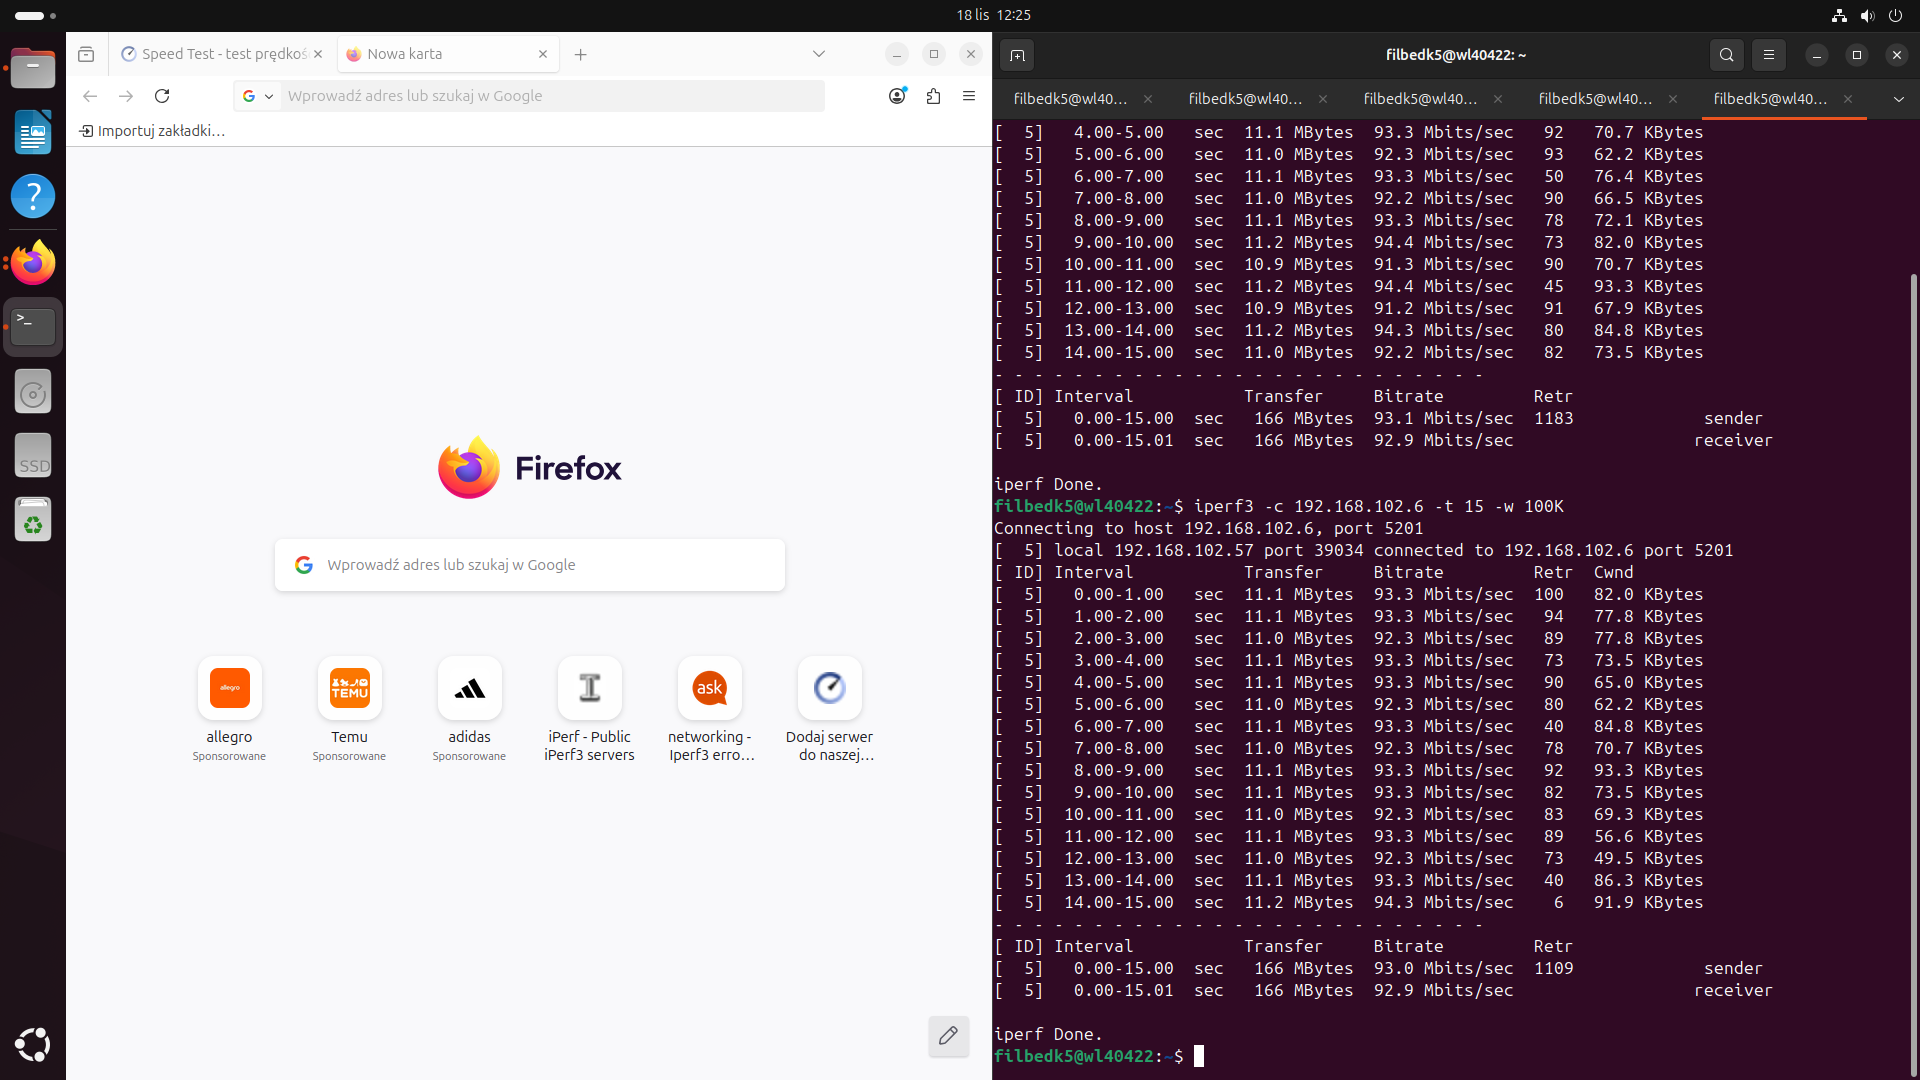 18 lis 12:25
Speed Test - test prędkoś
Nowa karta
Wprowadź adres lub szukaj w Google
Importuj zakładki…
Firefox
Wprowadź adres lub szukaj w Google
allegro
TEMU
ask
allegro
Sponsorowane
Temu
Sponsorowane
adidas
Sponsorowane
iPerf - Public
iPerf3 servers
networking -
Iperf3 erro…
Dodaj serwer
do naszej…
SSD
filbedk5@wl40422: ~
filbedk5@wl40… filbedk5@wl40… filbedk5@wl40… filbedk5@wl40… filbedk5@wl40…
[  5]   4.00-5.00   sec  11.1 MBytes  93.3 Mbits/sec   92   70.7 KBytes
[  5]   5.00-6.00   sec  11.0 MBytes  92.3 Mbits/sec   93   62.2 KBytes
[  5]   6.00-7.00   sec  11.1 MBytes  93.3 Mbits/sec   50   76.4 KBytes
[  5]   7.00-8.00   sec  11.0 MBytes  92.2 Mbits/sec   90   66.5 KBytes
[  5]   8.00-9.00   sec  11.1 MBytes  93.3 Mbits/sec   78   72.1 KBytes
[  5]   9.00-10.00  sec  11.2 MBytes  94.4 Mbits/sec   73   82.0 KBytes
[  5]  10.00-11.00  sec  10.9 MBytes  91.3 Mbits/sec   90   70.7 KBytes
[  5]  11.00-12.00  sec  11.2 MBytes  94.4 Mbits/sec   45   93.3 KBytes
[  5]  12.00-13.00  sec  10.9 MBytes  91.2 Mbits/sec   91   67.9 KBytes
[  5]  13.00-14.00  sec  11.2 MBytes  94.3 Mbits/sec   80   84.8 KBytes
[  5]  14.00-15.00  sec  11.0 MBytes  92.2 Mbits/sec   82   73.5 KBytes
- - - - - - - - - - - - - - - - - - - - - - - - -
[ ID] Interval           Transfer     Bitrate         Retr
[  5]   0.00-15.00  sec   166 MBytes  93.1 Mbits/sec  1183             sender
[  5]   0.00-15.01  sec   166 MBytes  92.9 Mbits/sec                  receiver
iperf Done.
filbedk5@wl40422:~$ iperf3 -c 192.168.102.6 -t 15 -w 100K
Connecting to host 192.168.102.6, port 5201
[  5] local 192.168.102.57 port 39034 connected to 192.168.102.6 port 5201
[ ID] Interval           Transfer     Bitrate         Retr  Cwnd
[  5]   0.00-1.00   sec  11.1 MBytes  93.3 Mbits/sec  100   82.0 KBytes
[  5]   1.00-2.00   sec  11.1 MBytes  93.3 Mbits/sec   94   77.8 KBytes
[  5]   2.00-3.00   sec  11.0 MBytes  92.3 Mbits/sec   89   77.8 KBytes
[  5]   3.00-4.00   sec  11.1 MBytes  93.3 Mbits/sec   73   73.5 KBytes
[  5]   4.00-5.00   sec  11.1 MBytes  93.3 Mbits/sec   90   65.0 KBytes
[  5]   5.00-6.00   sec  11.0 MBytes  92.3 Mbits/sec   80   62.2 KBytes
[  5]   6.00-7.00   sec  11.1 MBytes  93.3 Mbits/sec   40   84.8 KBytes
[  5]   7.00-8.00   sec  11.0 MBytes  92.3 Mbits/sec   78   70.7 KBytes
[  5]   8.00-9.00   sec  11.1 MBytes  93.3 Mbits/sec   92   93.3 KBytes
[  5]   9.00-10.00  sec  11.1 MBytes  93.3 Mbits/sec   82   73.5 KBytes
[  5]  10.00-11.00  sec  11.0 MBytes  92.3 Mbits/sec   83   69.3 KBytes
[  5]  11.00-12.00  sec  11.1 MBytes  93.3 Mbits/sec   89   56.6 KBytes
[  5]  12.00-13.00  sec  11.0 MBytes  92.3 Mbits/sec   73   49.5 KBytes
[  5]  13.00-14.00  sec  11.1 MBytes  93.3 Mbits/sec   40   86.3 KBytes
[  5]  14.00-15.00  sec  11.2 MBytes  94.3 Mbits/sec    6   91.9 KBytes
- - - - - - - - - - - - - - - - - - - - - - - - -
[ ID] Interval           Transfer     Bitrate         Retr
[  5]   0.00-15.00  sec   166 MBytes  93.0 Mbits/sec  1109             sender
[  5]   0.00-15.01  sec   166 MBytes  92.9 Mbits/sec                  receiver
iperf Done.
filbedk5@wl40422:~$